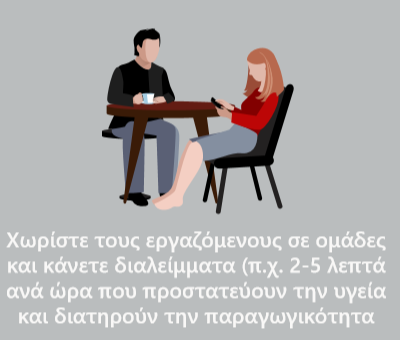 Χωρίστε τους εργαζόμενους σε ομάδες
και κάνετε διαλείμματα (π.χ. 2-5 λεπτά
ανά ώρα που προστατεύουν την υγεία
και διατηρούν την παραγωγικότητα